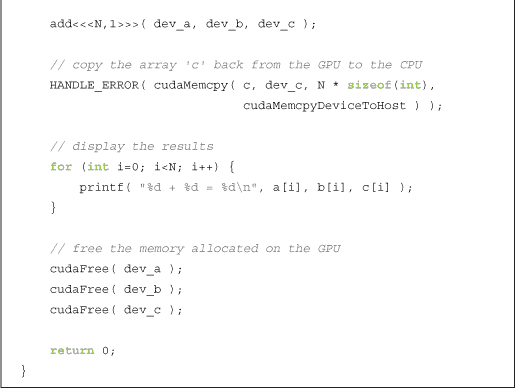 add<<<N,1>>>( dev_a, dev_b, dev_c );
// copy the array 'c' back from the GPU to the CPU
HANDLE_ERROR( cudaMemcpy( c, dev_c, N * sizeof(int),
cudaMemcpyDeviceToHost ) );
// display the results
for (int i=0; i<N; i++) {
printf( "%d + %d = %d\n", a[i], b[i], c[i] );
}
// free the memory allocated on the GPU
cudaFree( dev_a );
cudaFree( dev_b );
cudaFree( dev_c );
return 0;
}